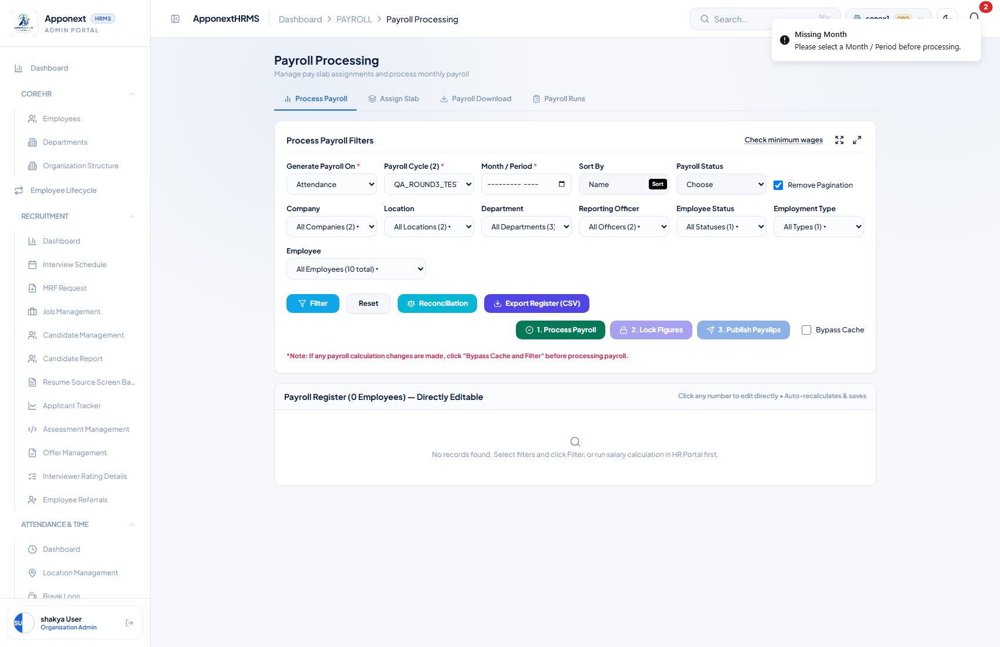 Apponext HRMS
ADMIN PORTAL
ApponextHRMS
Dashboard > PAYROLL > Payroll Processing
Search...
⌘K
sonex1 ORG
2
Missing Month
Please select a Month / Period before processing.
Dashboard
CORE HR
Employees
Departments
Organization Structure
Employee Lifecycle
RECRUITMENT
Dashboard
Interview Schedule
MRF Request
Job Management
Candidate Management
Candidate Report
Resume Source Screen Ba...
Applicant Tracker
Assessment Management
Offer Management
Interviewer Rating Details
Employee Referrals
ATTENDANCE & TIME
Dashboard
Location Management
Break Logs
SU
shakya User
Organization Admin
Payroll Processing
Manage pay slab assignments and process monthly payroll
Process Payroll
Assign Slab
Payroll Download
Payroll Runs
Process Payroll Filters
Check minimum wages
Generate Payroll On *
Payroll Cycle (2) *
Month / Period *
Sort By
Payroll Status
Attendance
QA_ROUND3_TES
--------- ----
Name
Sort
Choose
Remove Pagination
Company
Location
Department
Reporting Officer
Employee Status
Employment Type
All Companies (2) •
All Locations (2) •
All Departments (3)
All Officers (2) •
All Statuses (1) •
All Types (1) •
Employee
All Employees (10 total) •
Filter
Reset
Reconciliation
Export Register (CSV)
1. Process Payroll
2. Lock Figures
3. Publish Payslips
Bypass Cache
*Note: If any payroll calculation changes are made, click "Bypass Cache and Filter" before processing payroll.
Payroll Register (0 Employees) — Directly Editable
Click any number to edit directly • Auto-recalculates & saves
No records found. Select filters and click Filter, or run salary calculation in HR Portal first.